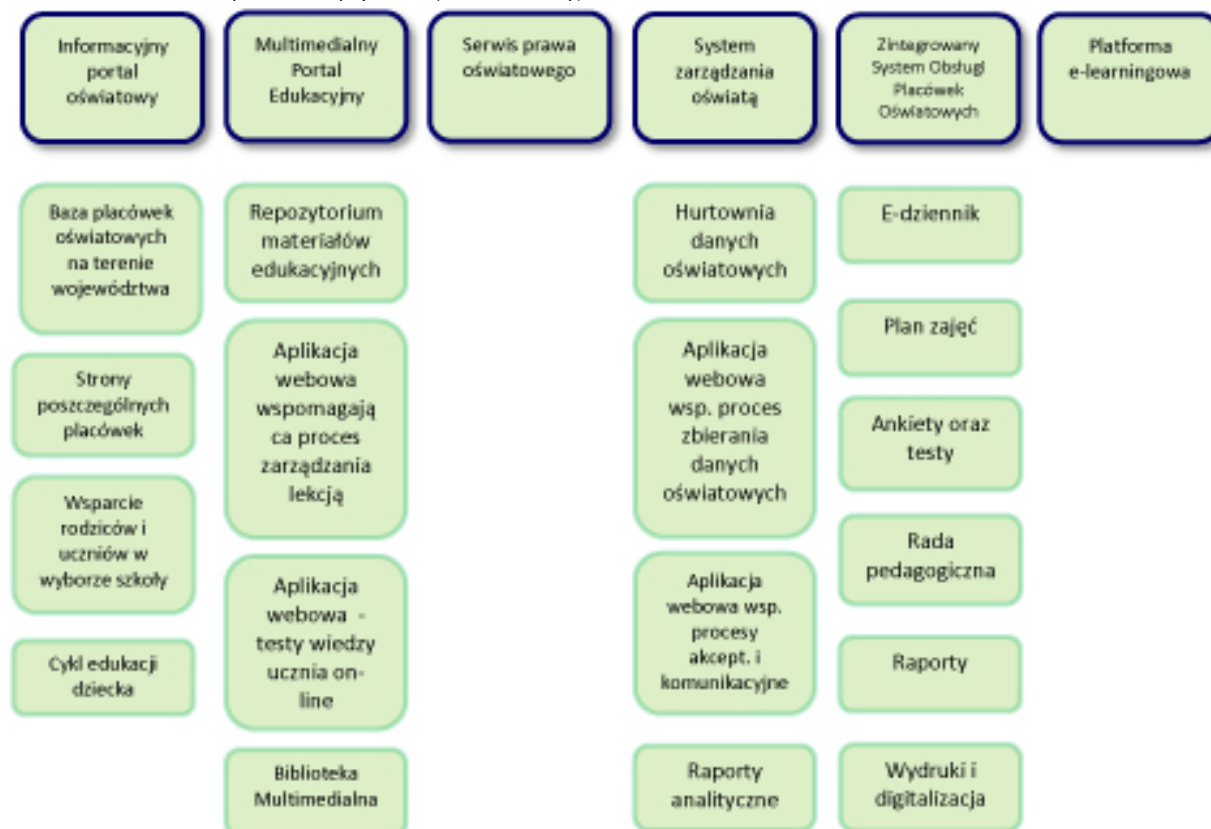 Informacyjny
portal
oświatowy
Multimedialny
Portal
Edukacyjny
Serwis prawa
oświatowego
System
zarządzania
oświatą
Zintegrowany
System Obsługi
Placówek
Oświatowych
Platforma
e-learningowa
Baza placówek
oświatowych
na terenie
województwa
Strony
poszczególnych
placówek
Wsparcie
rodziców i
uczniów w
wyborze szkoły
Cykl edukacji
dziecka
Repozytorium
materiałów
edukacyjnych
Aplikacja
webowa
wspomagają
ca proces
zarządzania
lekcją
Aplikacja
webowa -
testy wiedzy
ucznia on-
line
Biblioteka
Multimedialna
Hurtownia
danych
oświatowych
Aplikacja
webowa
wsp. proces
zbierania
danych
oświatowych
Aplikacja
webowa wsp.
procesy
akcept. i
komunikacyjne
Raporty
analityczne
E-dziennik
Plan zajęć
Ankiety oraz
testy
Rada
pedagogiczna
Raporty
Wydruki i
digitalizacja